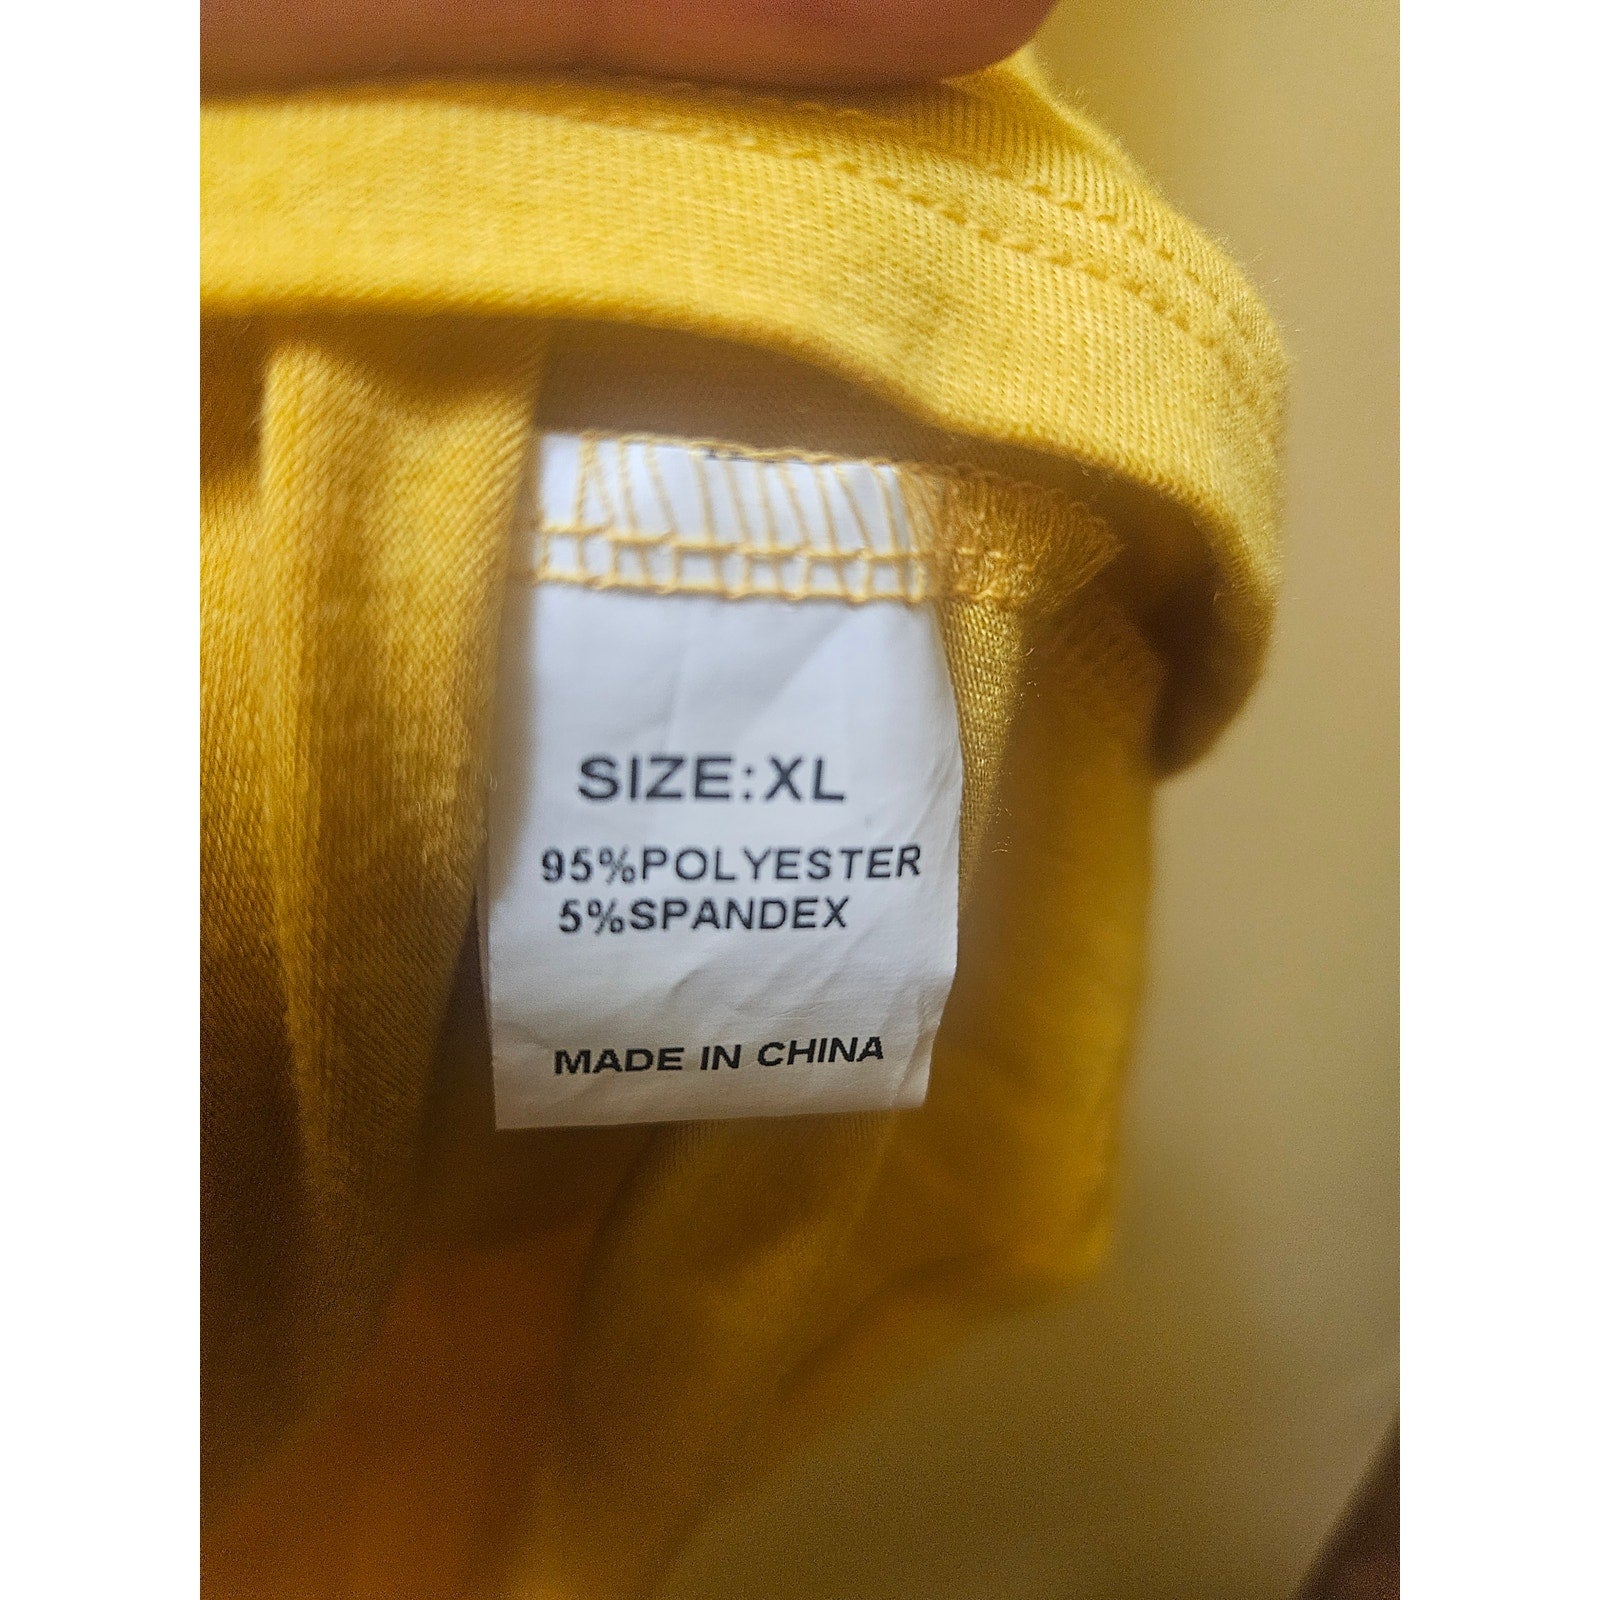 SIZE:XL
95%POLYESTER
5%SPANDEX
MADE IN CHINA